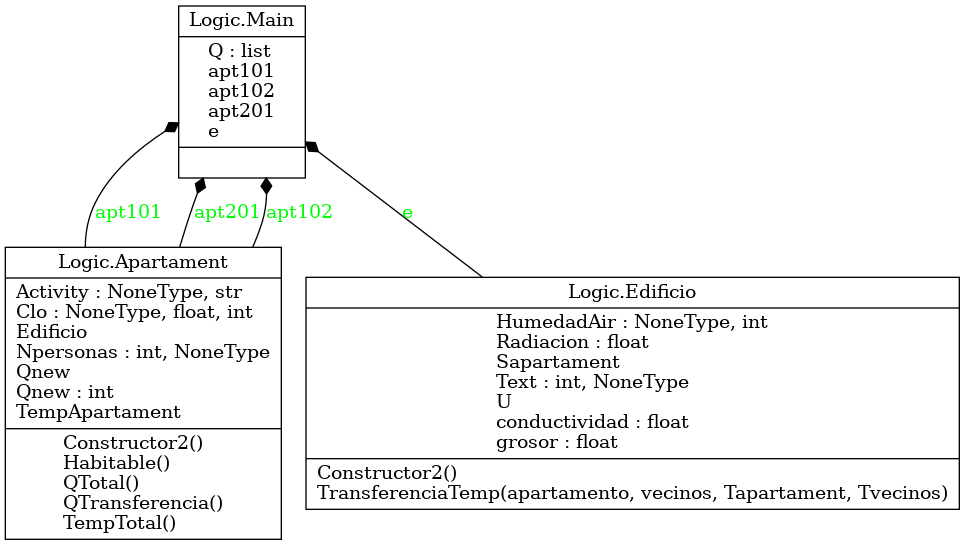 Logic.Main
Q : list
apt101
apt102
apt201
e
apt101
apt201
apt102
e
Logic.Apartament
Activity : NoneType, str
Clo : NoneType, float, int
Edificio
Npersonas : int, NoneType
Qnew
Qnew : int
TempApartament
Constructor2()
Habitable()
QTotal()
QTransferencia()
TempTotal()
Logic.Edificio
HumedadAir : NoneType, int
Radiacion : float
Sapartament
Text : int, NoneType
U
conductividad : float
grosor : float
Constructor2()
TransferenciaTemp(apartamento, vecinos, Tapartament, Tvecinos)